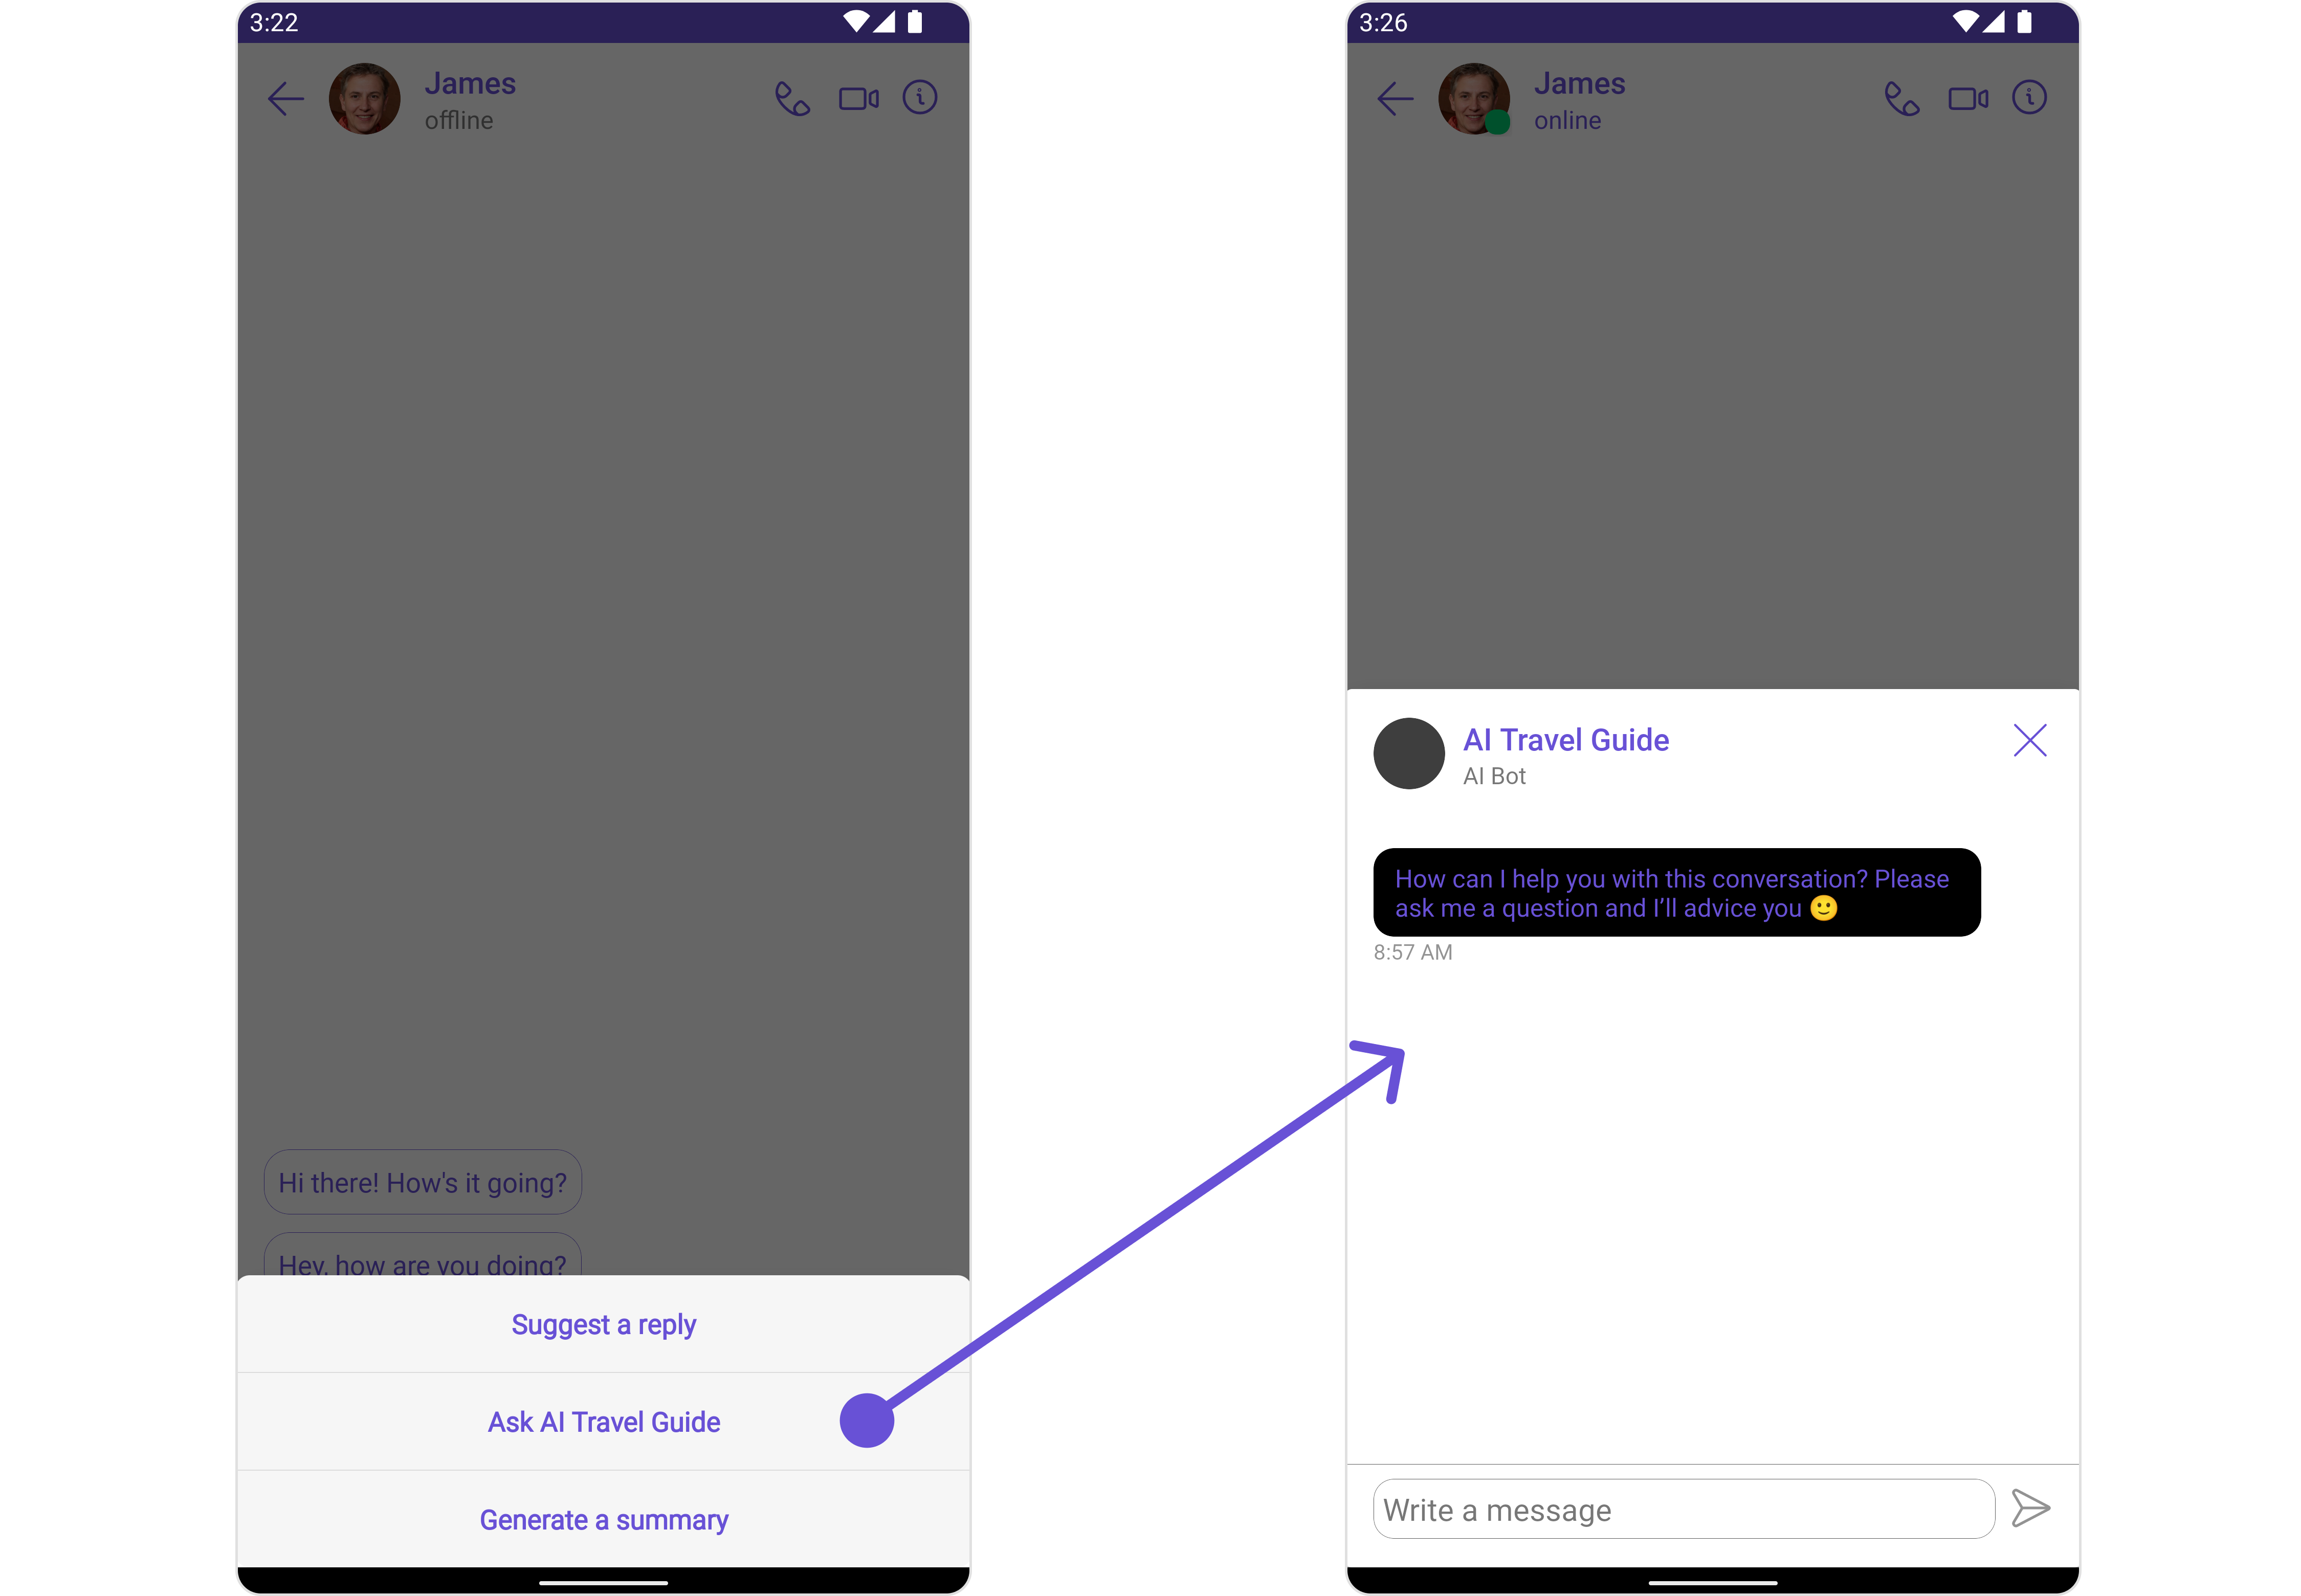 3:22
James
offline
Hi there! How's it going?
Hey, how are you doing?
Suggest a reply
Ask AI Travel Guide
Generate a summary
3:26
James
online
AI Travel Guide
AI Bot
How can I help you with this conversation? Please
ask me a question and I’ll advice you 🙂
8:57 AM
Write a message